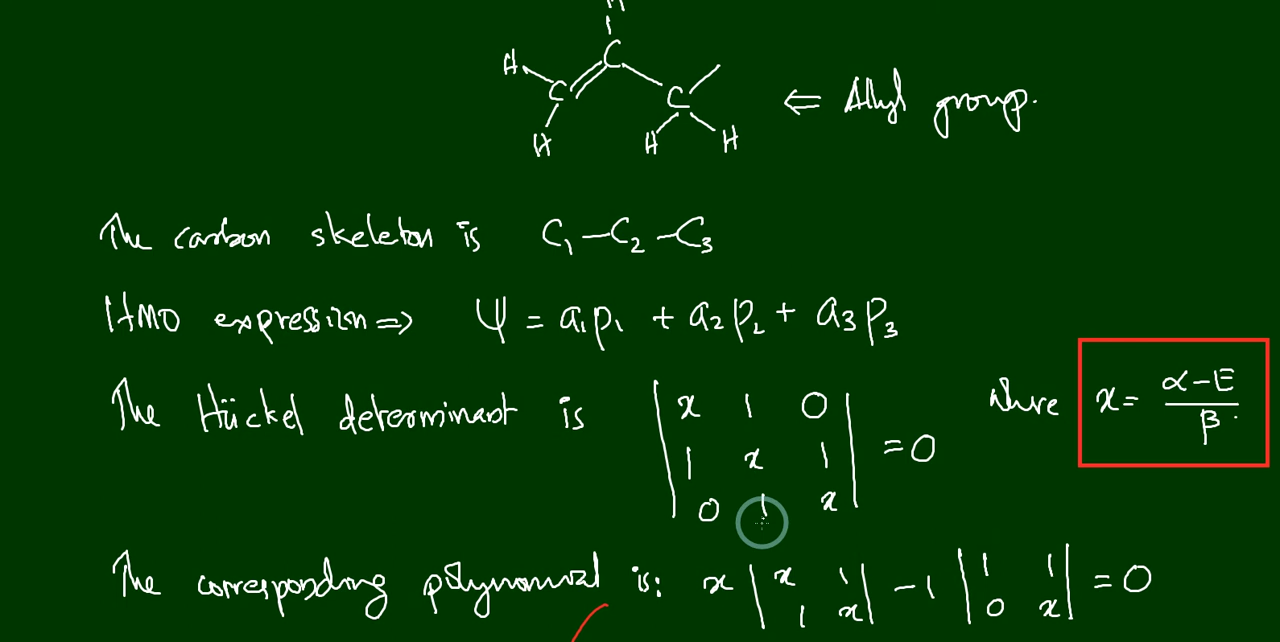 H
H C
C C ⇐ Allyl group.
H H H
The carbon skeleton is C₁-C₂-C₃
HMO expression ⇒ Ψ = a₁p₁ + a₂p₂ + a₃p₃
The Hückel determinant is | x 1 0 | = 0 where x = (α-E)/β.
| 1 x 1 |
| 0 1 x |
The corresponding polynomial is: x | x 1 | - 1 | 1 1 | = 0
| 1 x | | 0 x |